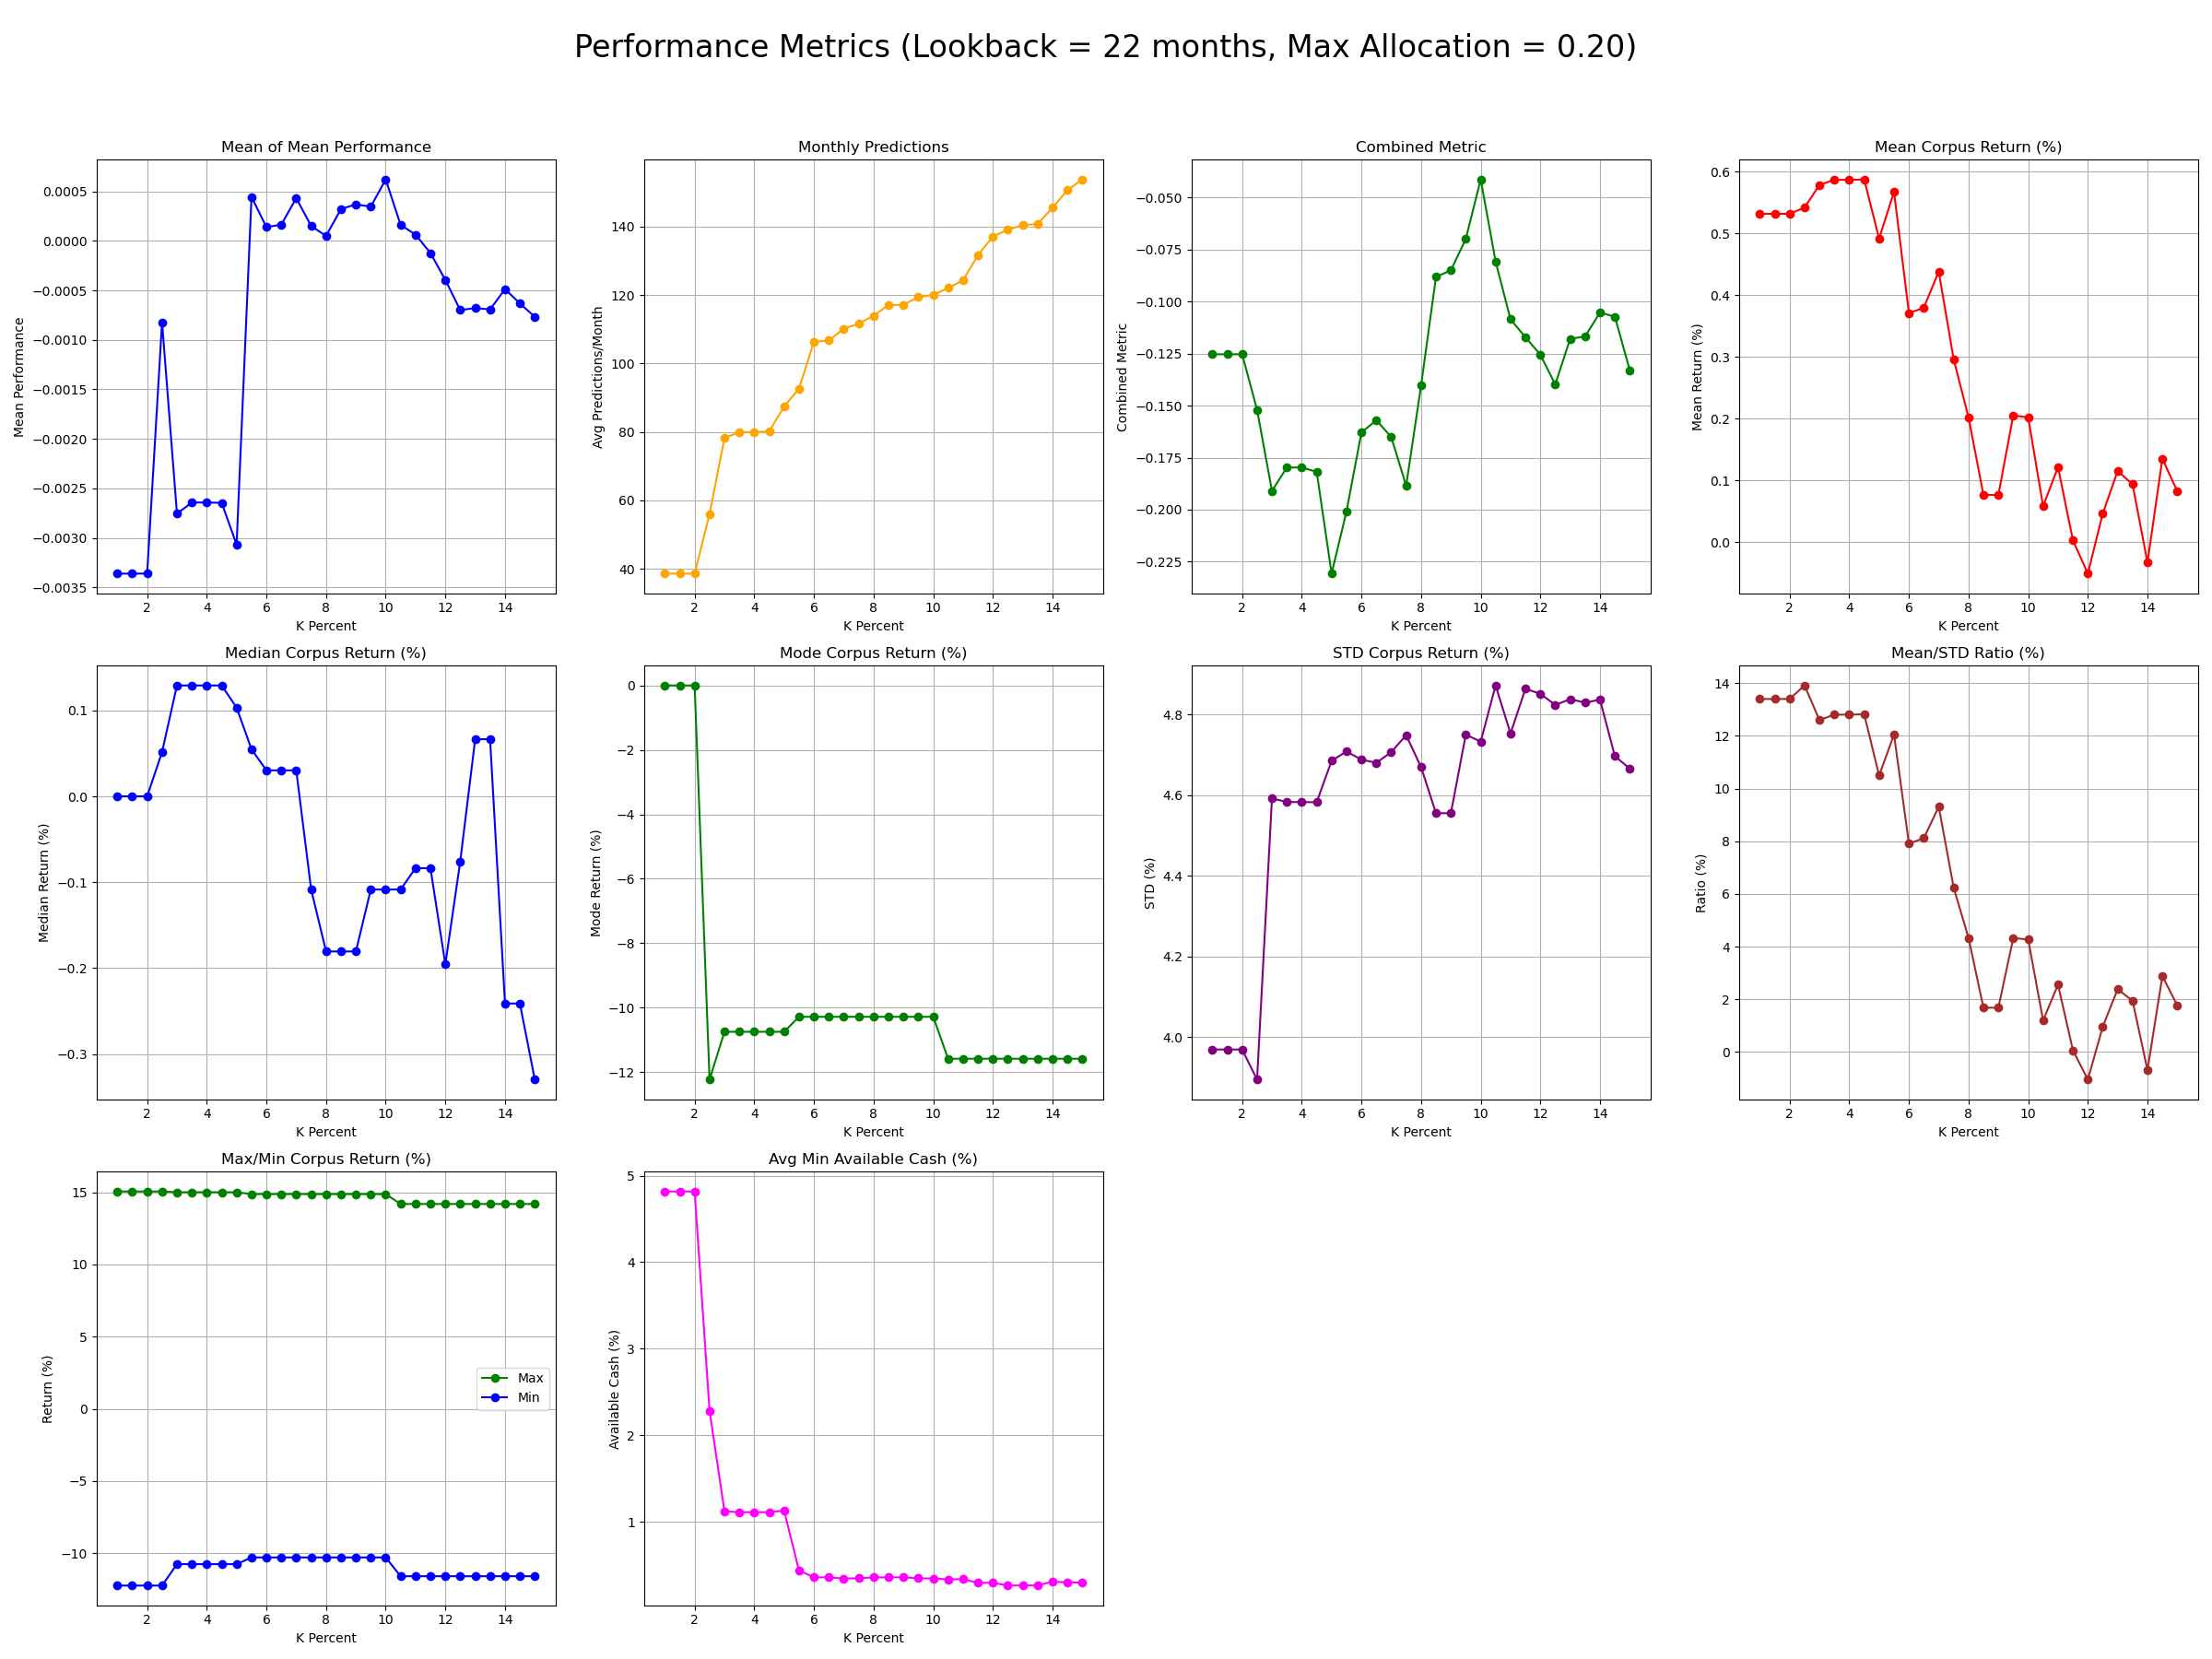 Performance Metrics (Lookback = 22 months, Max Allocation = 0.20)
Mean of Mean Performance
Mean Performance
0.0005
0.0000
−0.0005
−0.0010
−0.0015
−0.0020
−0.0025
−0.0030
−0.0035
2 4 6 8 10 12 14
K Percent
Monthly Predictions
Avg Predictions/Month
140
120
100
80
60
40
2 4 6 8 10 12 14
K Percent
Combined Metric
Combined Metric
−0.050
−0.075
−0.100
−0.125
−0.150
−0.175
−0.200
−0.225
2 4 6 8 10 12 14
K Percent
Mean Corpus Return (%)
Mean Return (%)
0.6
0.5
0.4
0.3
0.2
0.1
0.0
2 4 6 8 10 12 14
K Percent
Median Corpus Return (%)
Median Return (%)
0.1
0.0
−0.1
−0.2
−0.3
2 4 6 8 10 12 14
K Percent
Mode Corpus Return (%)
Mode Return (%)
0
−2
−4
−6
−8
−10
−12
2 4 6 8 10 12 14
K Percent
STD Corpus Return (%)
STD (%)
4.8
4.6
4.4
4.2
4.0
2 4 6 8 10 12 14
K Percent
Mean/STD Ratio (%)
Ratio (%)
14
12
10
8
6
4
2
0
2 4 6 8 10 12 14
K Percent
Max/Min Corpus Return (%)
Return (%)
15
10
5
0
−5
−10
Max
Min
2 4 6 8 10 12 14
K Percent
Avg Min Available Cash (%)
Available Cash (%)
5
4
3
2
1
2 4 6 8 10 12 14
K Percent